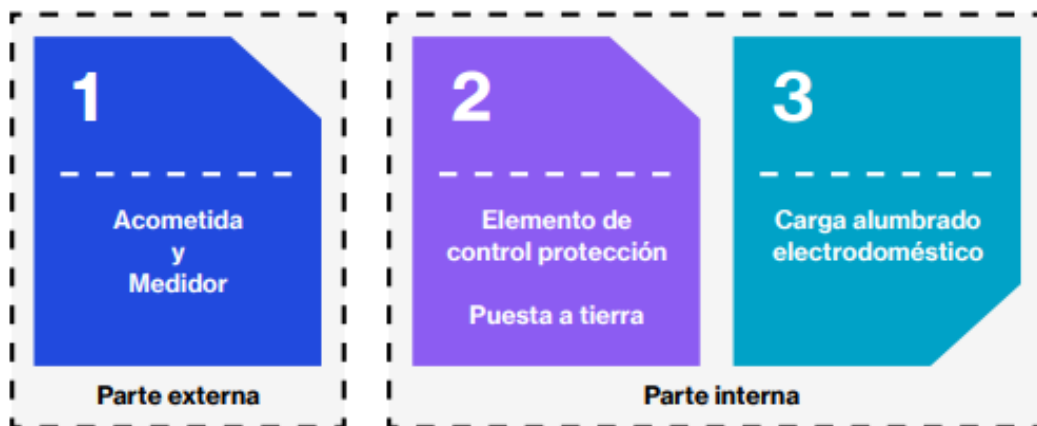 1
Acometida
y
Medidor
Parte externa
2
Elemento de
control protección
Puesta a tierra
3
Carga alumbrado
electrodoméstico
Parte interna